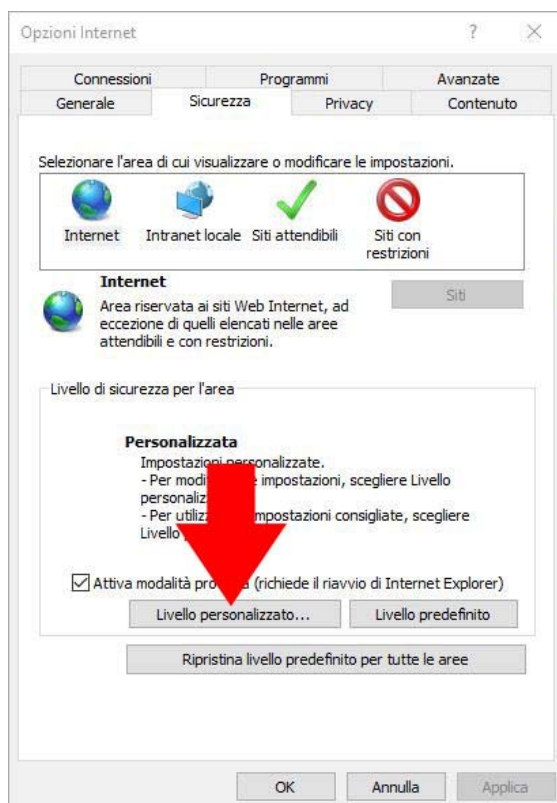 Opzioni Internet ?
Connessioni Programmi Avanzate
Generale Sicurezza Privacy Contenuto
Selezionare l'area di cui visualizzare o modificare le impostazioni.
Internet Intranet locale Siti attendibili Siti con
restrizioni
Internet
Siti
Area riservata ai siti Web Internet, ad
eccezione di quelli elencati nelle aree
attendibili e con restrizioni.
Livello di sicurezza per l'area
Personalizzata
Impostazioni personalizzate.
- Per impostazioni, scegliere Livello
- Per impostazioni consigliate, scegliere
Livello
Attiva modalità (richiede il riavvio di Internet Explorer)
Livello personalizzato... Livello predefinito
Ripristina livello predefinito per tutte le aree
OK Annulla Applica